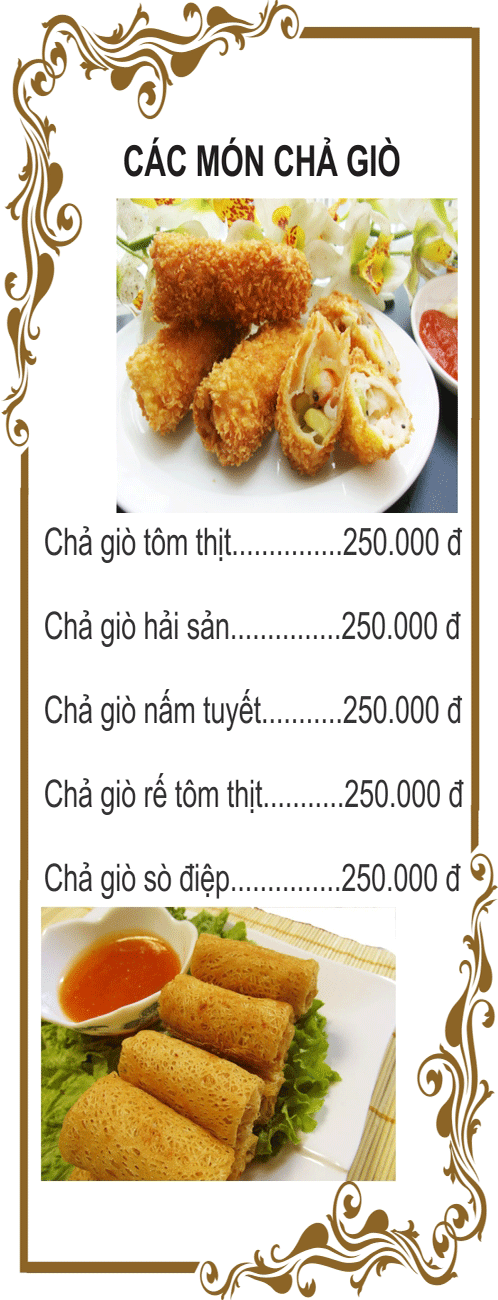 CÁC MÓN CHẢ GIÒ
Chả giò tôm thịt...............250.000 đ
Chả giò hải sản...............250.000 đ
Chả giò nấm tuyết...........250.000 đ
Chả giò rế tôm thịt...........250.000 đ
Chả giò sò điệp...............250.000 đ